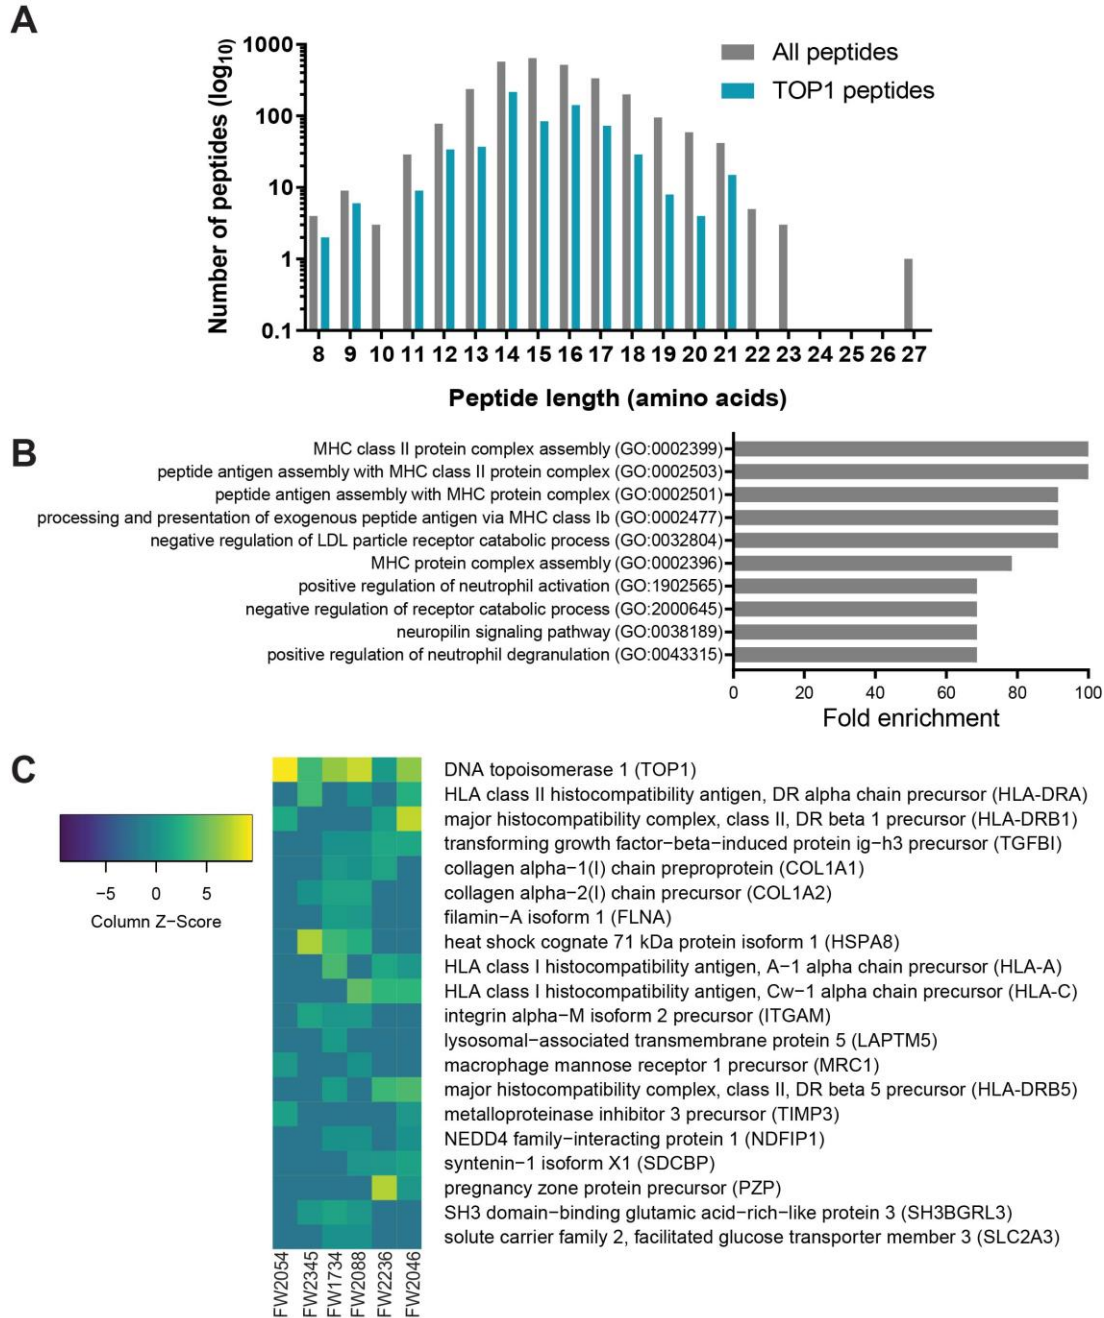 A
Number of peptides (log10)
1000
100
10
1
0.1
All peptides
TOP1 peptides
8 9 10 11 12 13 14 15 16 17 18 19 20 21 22 23 24 25 26 27
Peptide length (amino acids)
B
MHC class II protein complex assembly (GO:0002399)
peptide antigen assembly with MHC class II protein complex (GO:0002503)
peptide antigen assembly with MHC protein complex (GO:0002501)
processing and presentation of exogenous peptide antigen via MHC class Ib (GO:0002477)
negative regulation of LDL particle receptor catabolic process (GO:0032804)
MHC protein complex assembly (GO:0002396)
positive regulation of neutrophil activation (GO:1902565)
negative regulation of receptor catabolic process (GO:2000645)
neuropilin signaling pathway (GO:0038189)
positive regulation of neutrophil degranulation (GO:0043315)
0 20 40 60 80 100
Fold enrichment
C
−5 0 5
Column Z−Score
DNA topoisomerase 1 (TOP1)
HLA class II histocompatibility antigen, DR alpha chain precursor (HLA-DRA)
major histocompatibility complex, class II, DR beta 1 precursor (HLA-DRB1)
transforming growth factor−beta−induced protein ig−h3 precursor (TGFBI)
collagen alpha−1(I) chain preproprotein (COL1A1)
collagen alpha−2(I) chain precursor (COL1A2)
filamin−A isoform 1 (FLNA)
heat shock cognate 71 kDa protein isoform 1 (HSPA8)
HLA class I histocompatibility antigen, A−1 alpha chain precursor (HLA-A)
HLA class I histocompatibility antigen, Cw−1 alpha chain precursor (HLA-C)
integrin alpha−M isoform 2 precursor (ITGAM)
lysosomal−associated transmembrane protein 5 (LAPTM5)
macrophage mannose receptor 1 precursor (MRC1)
major histocompatibility complex, class II, DR beta 5 precursor (HLA-DRB5)
metalloproteinase inhibitor 3 precursor (TIMP3)
NEDD4 family−interacting protein 1 (NDFIP1)
syntenin−1 isoform X1 (SDCBP)
pregnancy zone protein precursor (PZP)
SH3 domain−binding glutamic acid−rich−like protein 3 (SH3BGRL3)
solute carrier family 2, facilitated glucose transporter member 3 (SLC2A3)
FW2054
FW2345
FW1734
FW2088
FW2236
FW2046